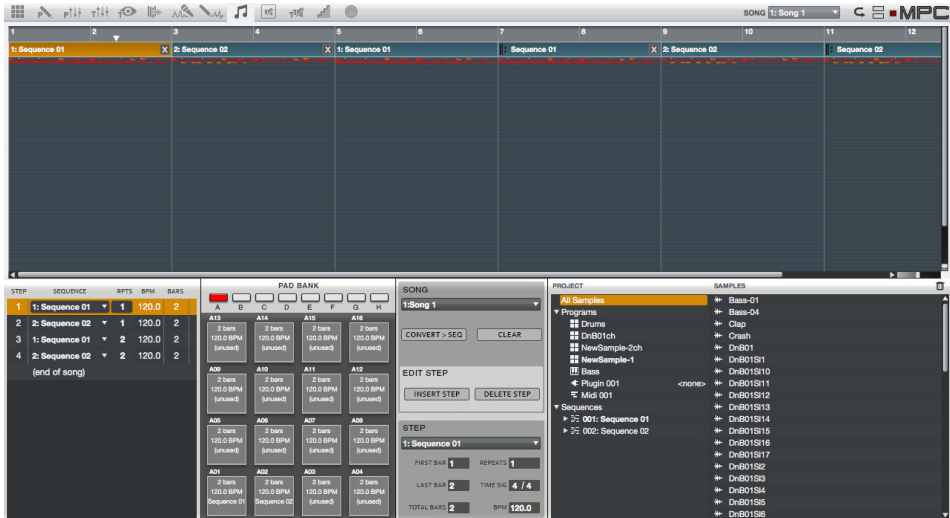 SONG 1: Song 1 MPC
1 2 3 4 5 6 7 8 9 10 11 12
1: Sequence 01 X 2: Sequence 02 X 1: Sequence 01 Sequence 01 X 2: Sequence 02 Sequence 02
STEP SEQUENCE RPTS BPM BARS
1 1: Sequence 01 1 120.0 2
2 2: Sequence 02 1 120.0 2
3 1: Sequence 01 2 120.0 2
4 2: Sequence 02 2 120.0 2
(end of song)
PAD BANK
A B C D E F G H
A13 A14 A15 A16
2 bars 2 bars 2 bars 2 bars
120.0 BPM 120.0 BPM 120.0 BPM 120.0 BPM
(unused) (unused) (unused) (unused)
A09 A10 A11 A12
2 bars 2 bars 2 bars 2 bars
120.0 BPM 120.0 BPM 120.0 BPM 120.0 BPM
(unused) (unused) (unused) (unused)
A05 A06 A07 A08
2 bars 2 bars 2 bars 2 bars
120.0 BPM 120.0 BPM 120.0 BPM 120.0 BPM
(unused) (unused) (unused) (unused)
A01 A02 A03 A04
2 bars 2 bars 2 bars 2 bars
120.0 BPM 120.0 BPM 120.0 BPM 120.0 BPM
Sequence 01 Sequence 02 (unused) (unused)
SONG
1:Song 1
CONVERT > SEQ CLEAR
EDIT STEP
INSERT STEP DELETE STEP
STEP
1: Sequence 01
FIRST BAR 1 REPEATS 1
LAST BAR 2 TIME SIG 4 / 4
TOTAL BARS 2 BPM 120.0
PROJECT
All Samples
Programs
Drums
DnB01ch
NewSample-2ch
NewSample-1
Bass
Plugin 001 <none>
Midi 001
Sequences
001: Sequence 01
002: Sequence 02
SAMPLES
Bass-01
Bass-04
Clap
Crash
DnB01
DnB01Sl1
DnB01Sl10
DnB01Sl11
DnB01Sl12
DnB01Sl13
DnB01Sl14
DnB01Sl15
DnB01Sl16
DnB01Sl17
DnB01Sl2
DnB01Sl3
DnB01Sl4
DnB01Sl5
DnB01Sl6